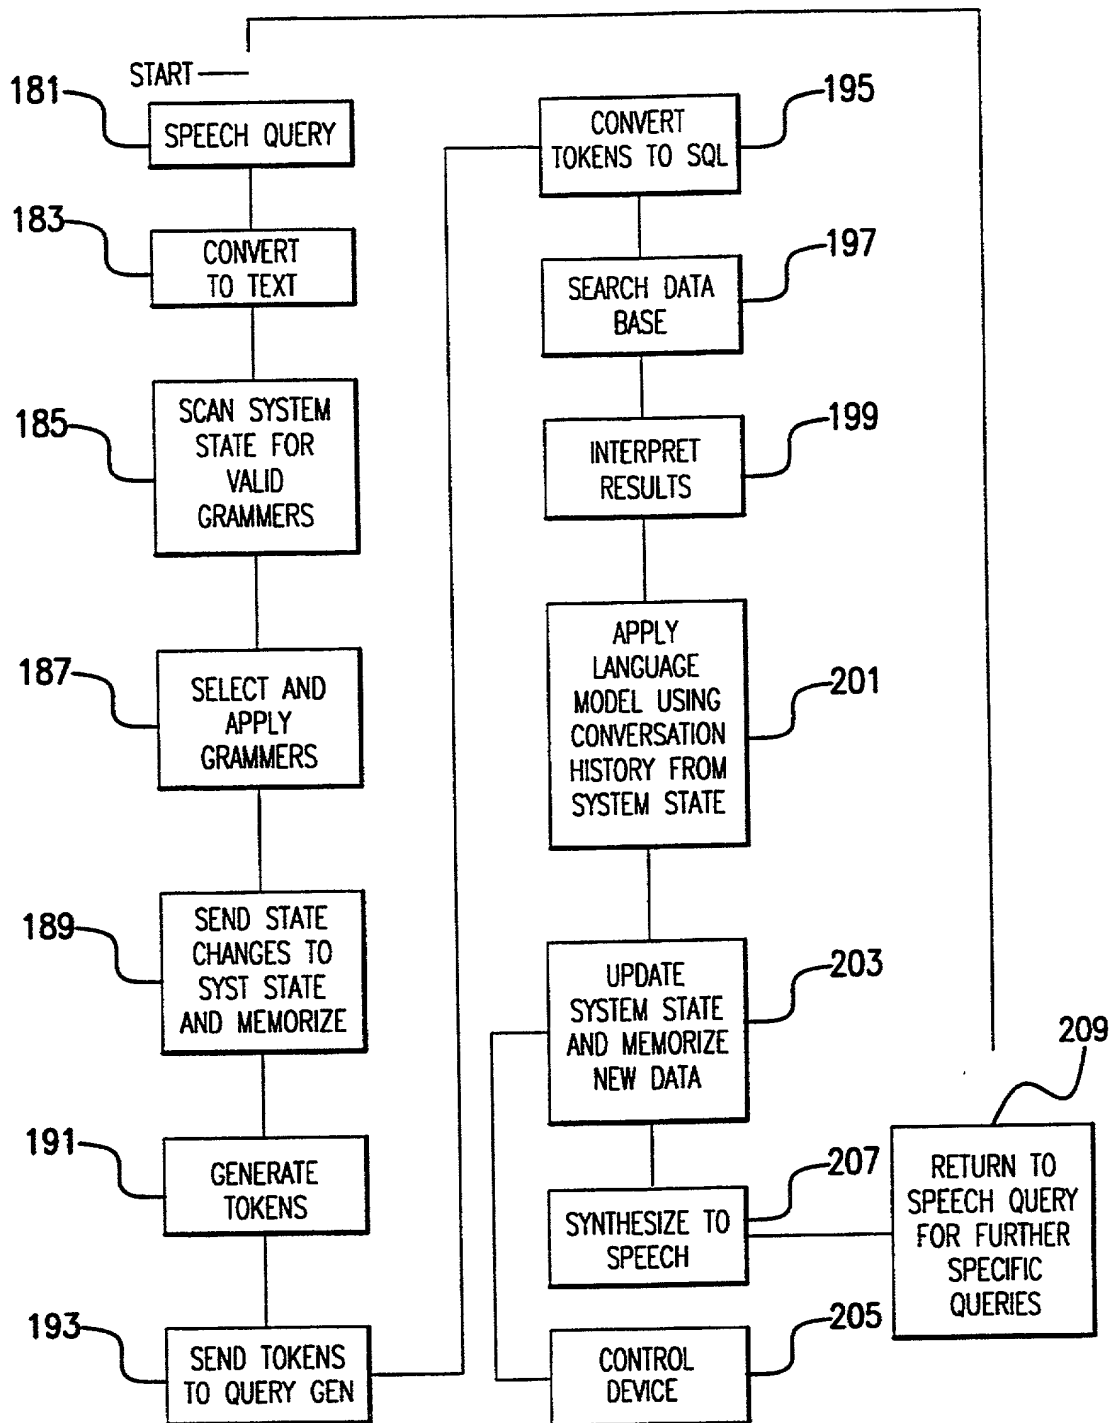 START
181
SPEECH QUERY
183
CONVERT
TO TEXT
185
SCAN SYSTEM
STATE FOR
VALID
GRAMMERS
187
SELECT AND
APPLY
GRAMMERS
189
SEND STATE
CHANGES TO
SYST STATE
AND MEMORIZE
191
GENERATE
TOKENS
193
SEND TOKENS
TO QUERY GEN
195
CONVERT
TOKENS TO SQL
197
SEARCH DATA
BASE
199
INTERPRET
RESULTS
201
APPLY
LANGUAGE
MODEL USING
CONVERSATION
HISTORY FROM
SYSTEM STATE
203
UPDATE
SYSTEM STATE
AND MEMORIZE
NEW DATA
207
SYNTHESIZE TO
SPEECH
205
CONTROL
DEVICE
209
RETURN TO
SPEECH QUERY
FOR FURTHER
SPECIFIC
QUERIES